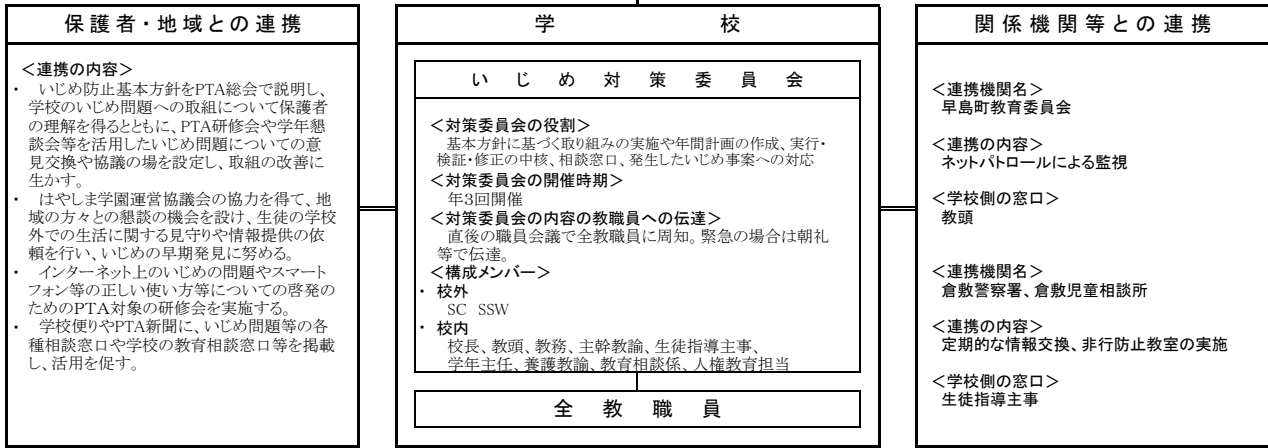 保護者・地域との連携
＜連携の内容＞
・　いじめ防止基本方針をPTA総会で説明し、
学校のいじめ問題への取組について保護者
の理解を得るとともに、PTA研修会や学年懇
談会等を活用したいじめ問題についての意
見交換や協議の場を設定し、取組の改善に
生かす。
・　はやしま学園運営協議会の協力を得て、地
域の方々との懇談の機会を設け、生徒の学校
外での生活に関する見守りや情報提供の依
頼を行い、いじめの早期発見に努める。
・　インターネット上のいじめの問題やスマート
フォン等の正しい使い方等についての啓発の
ためのPTA対象の研修会を実施する。
・　学校便りやPTA新聞に、いじめ問題等の各
種相談窓口や学校の教育相談窓口等を掲載
し、活用を促す。
学　校
いじめ対策委員会
＜対策委員会の役割＞
基本方針に基づく取り組みの実施や年間計画の作成、実行・
検証・修正の中核、相談窓口、発生したいじめ事案への対応
＜対策委員会の開催時期＞
年3回開催
＜対策委員会の内容の教職員への伝達＞
直後の職員会議で全教職員に周知。緊急の場合は朝礼
等で伝達。
＜構成メンバー＞
・ 校外
SC SSW
・ 校内
校長、教頭、教務、主幹教諭、生徒指導主事、
学年主任、養護教諭、教育相談係、人権教育担当
全教職員
関係機関等との連携
＜連携機関名＞
早島町教育委員会
＜連携の内容＞
ネットパトロールによる監視
＜学校側の窓口＞
教頭
＜連携機関名＞
倉敷警察署、倉敷児童相談所
＜連携の内容＞
定期的な情報交換、非行防止教室の実施
＜学校側の窓口＞
生徒指導主事